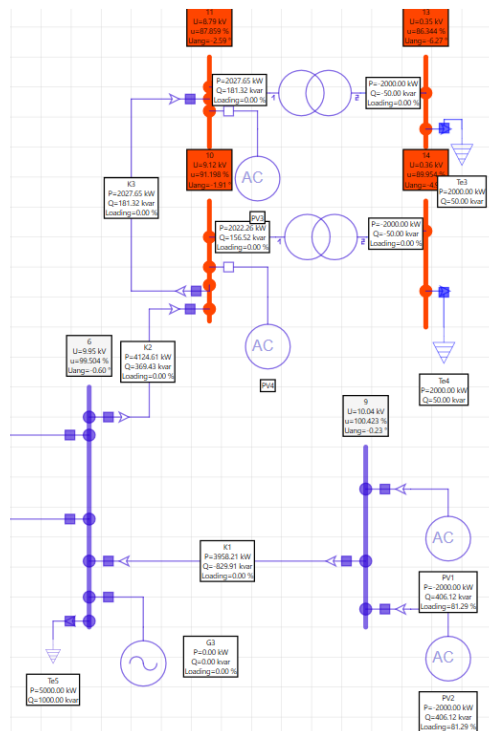 11
U=8.79 kV
u=87.859 %
Uang=-2.59 °
13
U=0.35 kV
u=86.344 %
Uang=-6.27 °
P=2027.65 kW
Q=181.32 kvar
Loading=0.00 %
P=-2000.00 kW
Q=-50.00 kvar
Loading=0.00 %
K3
P=2027.65 kW
Q=181.32 kvar
Loading=0.00 %
10
U=9.12 kV
u=91.198 %
Uang=-1.91 °
AC
PV3
14
U=0.36 kV
u=89.954 %
Uang=-4
Te3
P=2000.00 kW
Q=50.00 kvar
P=2022.26 kW
Q=156.52 kvar
Loading=0.00 %
P=-2000.00 kW
Q=-50.00 kvar
Loading=0.00 %
AC
PV4
6
U=9.95 kV
u=99.504 %
Uang=-0.60 °
K2
P=4124.61 kW
Q=369.43 kvar
Loading=0.00 %
Te4
P=2000.00 kW
Q=50.00 kvar
9
U=10.04 kV
u=100.423 %
Uang=-0.23 °
AC
K1
P=3958.21 kW
Q=-829.91 kvar
Loading=0.00 %
PV1
P=-2000.00 kW
Q=406.12 kvar
Loading=81.29 %
AC
G3
P=0.00 kW
Q=0.00 kvar
Loading=0.00 %
Te5
P=5000.00 kW
Q=1000.00 kvar
PV2
P=-2000.00 kW
Q=406.12 kvar
Loading=81.29 %